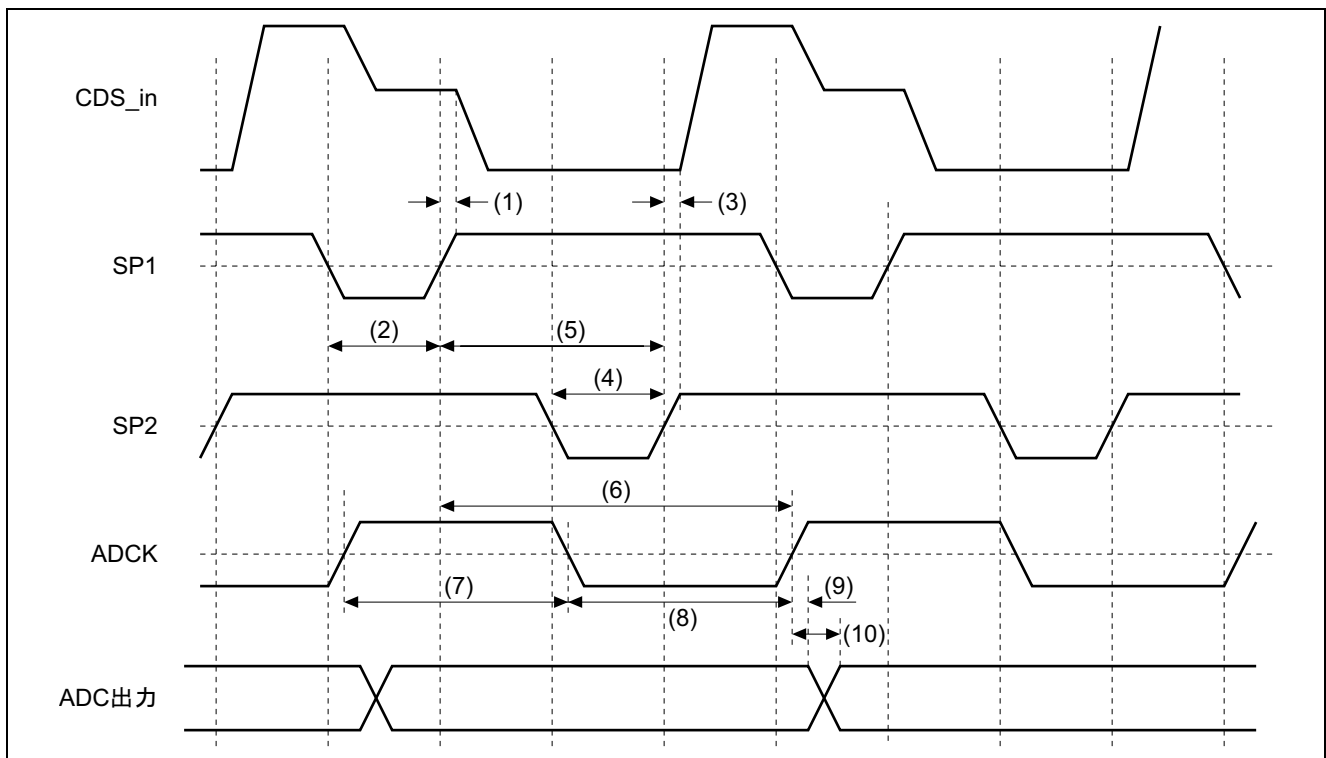 CDS_in
(1)
(3)
SP1
(2)
(5)
(4)
SP2
(6)
ADCK
(7)
(8)
(9)
(10)
ADC出力